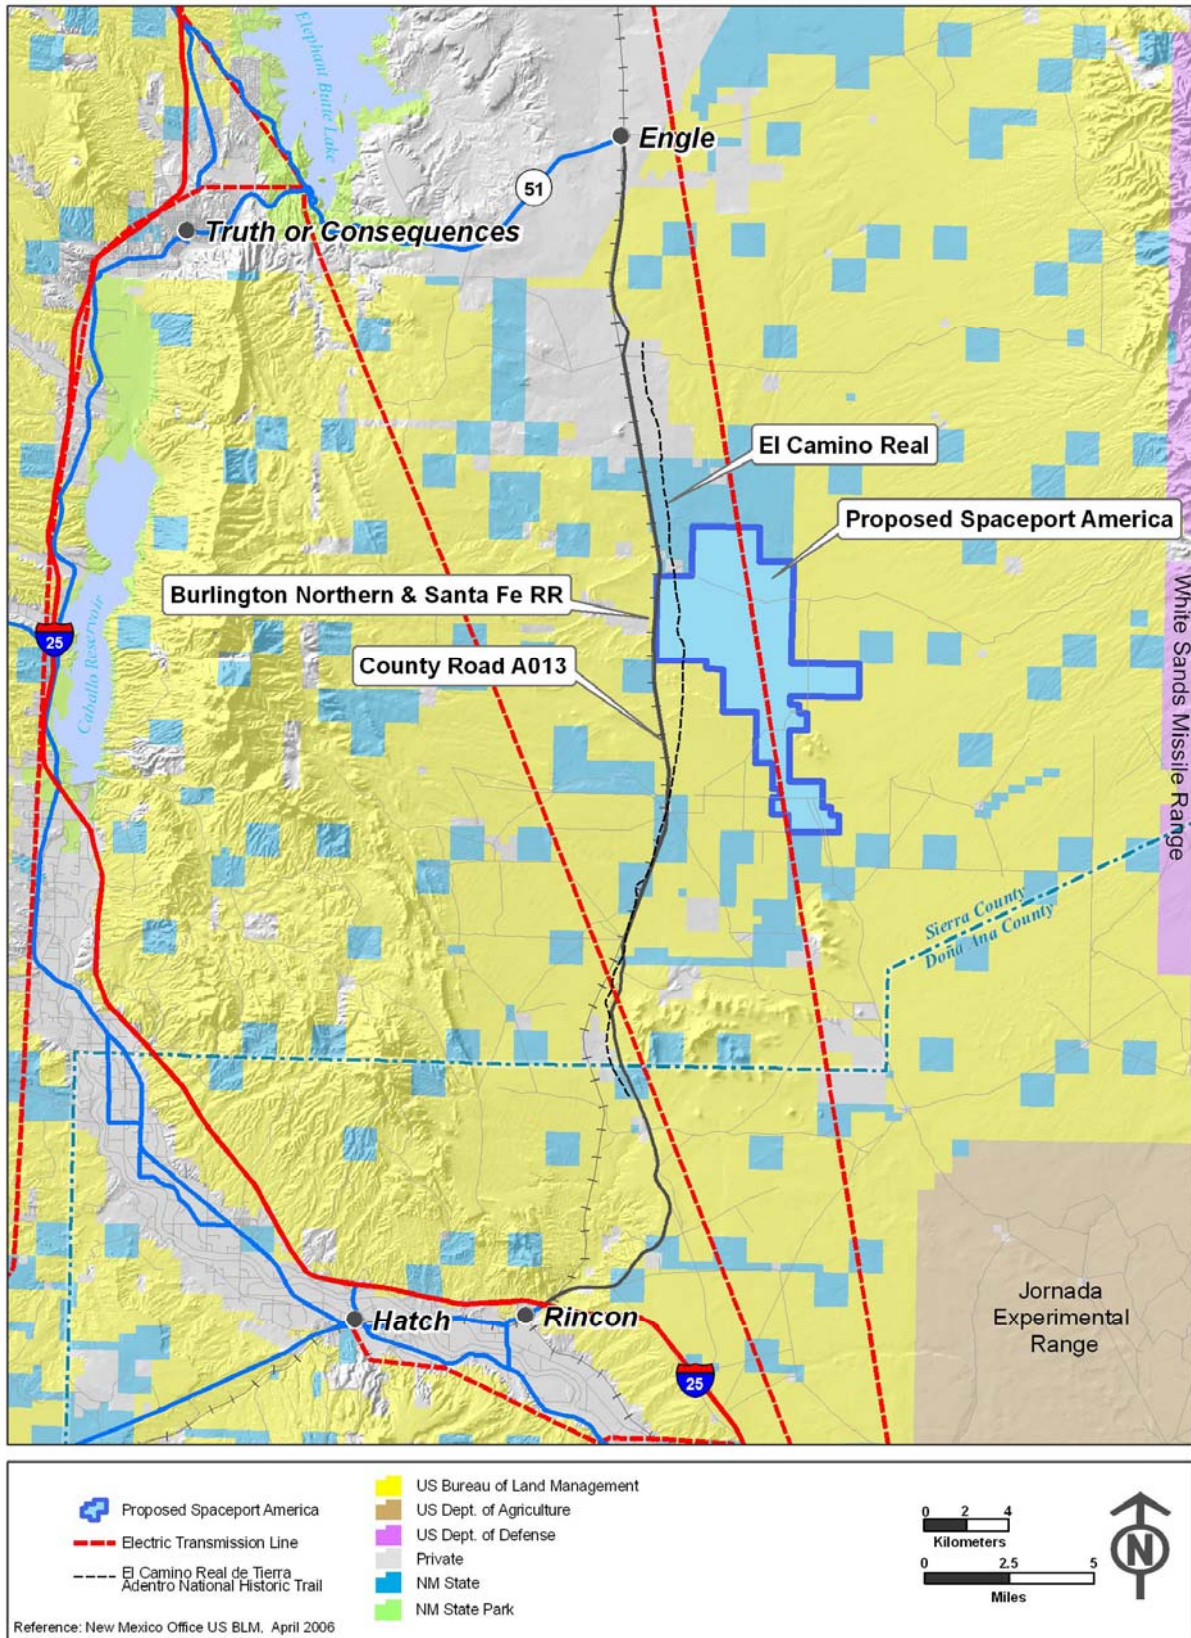 Elephant Butte Lake
Engle
51
Truth or Consequences
El Camino Real
Proposed Spaceport America
Burlington Northern & Santa Fe RR
County Road A013
25
Caballo Reservoir
White Sands Missile Range
Sierra County
Doña Ana County
Jornada
Experimental
Range
Hatch
Rincon
25
Proposed Spaceport America
Electric Transmission Line
El Camino Real de Tierra
Adentro National Historic Trail
US Bureau of Land Management
US Dept. of Agriculture
US Dept. of Defense
Private
NM State
NM State Park
0 2 4
Kilometers
0 2.5 5
Miles
N
Reference: New Mexico Office US BLM, April 2006